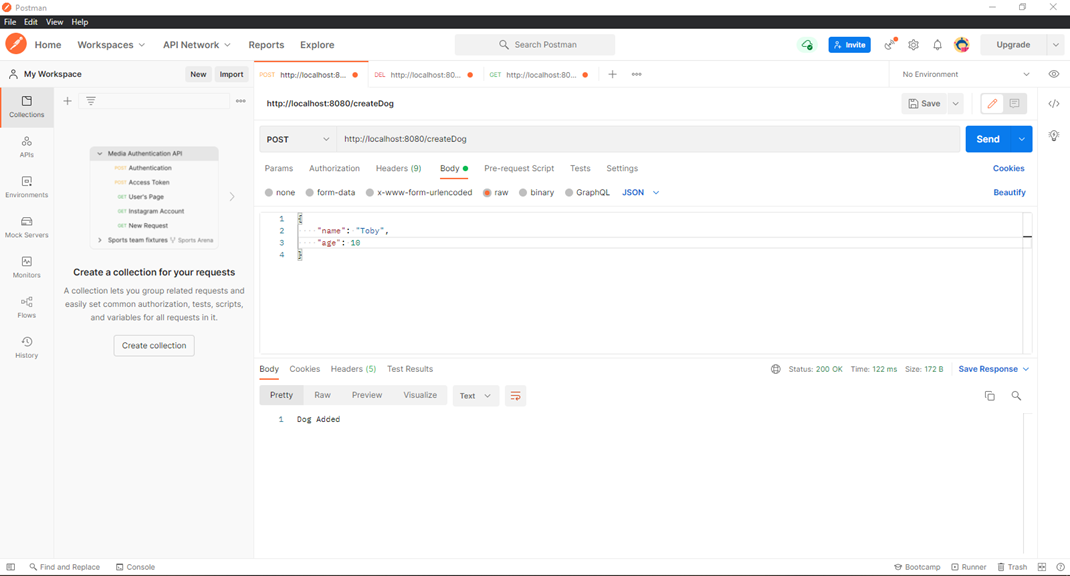 Postman
File Edit View Help
Home Workspaces API Network Reports Explore Search Postman Invite Upgrade
My Workspace New Import POST http://localhost:8... DEL http://localhost:80... GET http://localhost:80... No Environment
Collections
APIs
Environments
Mock Servers
Monitors
Flows
History
Media Authentication API
POST Authentication
POST Access Token
GET User's Page
GET Instagram Account
GET New Request
Sports team fixtures Sports Arena
Create a collection for your requests
A collection lets you group related requests and
easily set common authorization, tests, scripts,
and variables for all requests in it.
Create collection
http://localhost:8080/createDog Save
POST http://localhost:8080/createDog Send
Params Authorization Headers (9) Body Pre-request Script Tests Settings Cookies
none form-data x-www-form-urlencoded raw binary GraphQL JSON Beautify
1 {
2 "name": "Toby",
3 "age": 10
4 }
Body Cookies Headers (5) Test Results Status: 200 OK Time: 122 ms Size: 172 B Save Response
Pretty Raw Preview Visualize Text
1 Dog Added
Find and Replace Console Bootcamp Runner Trash